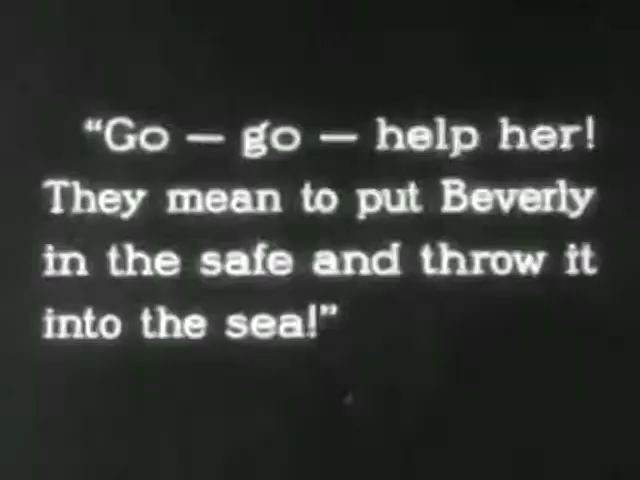 "Go — go — help her!
They mean to put Beverly
in the safe and throw it
into the sea!"